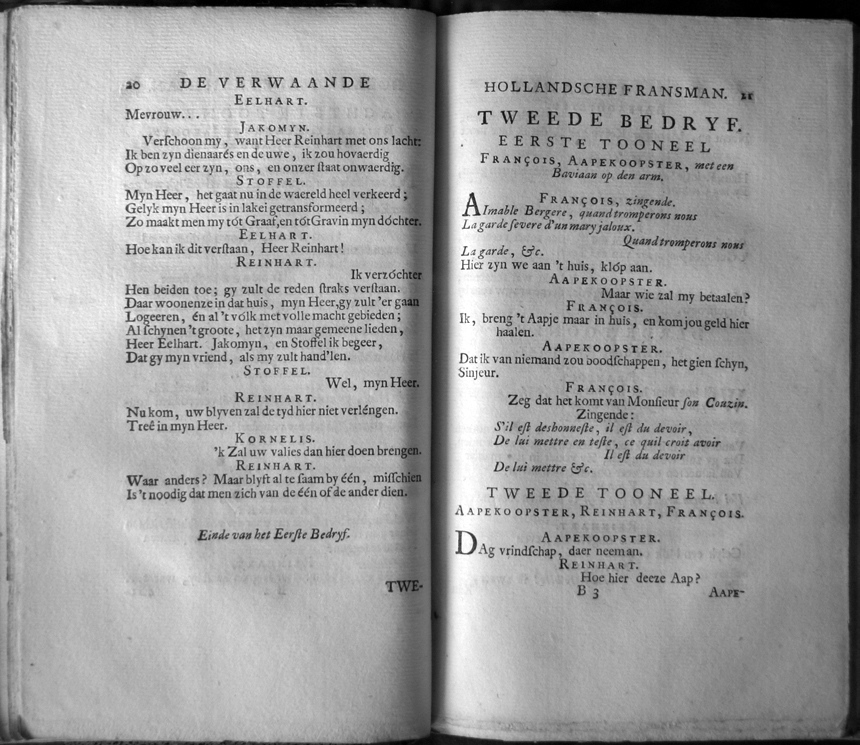 20 DE VERWAANDE
EELHART.
Mevrouw...
JAKOMYN.
Verſchoon my, want Heer Reinhart met ons lacht:
Ik ben zyn dienaarés en de uwe, ik zou hovaerdig
Op zo veel eer zyn, ons, en onzer ſtaat onwaerdig.
STOFFEL.
Myn Heer, het gaat nu in de waereld heel verkeerd;
Gelyk myn Heer is in lakei getransformeerd;
Zo maakt men my tót Graaf, en tót Gravin myn dóchter.
EELHART.
Hoe kan ik dit verſtaan, Heer Reinhart!
REINHART.
Ik verzóchter
Hen beiden toe; gy zult de reden ſtraks verſtaan.
Daar woonenze in dat huis, myn Heer, gy zult 'er gaan
Logeeren, én al 't vólk met volle macht gebieden;
Al ſchynen 't groote, het zyn maar gemeene lieden,
Heer Eelhart. Jakomyn, en Stoffel ik begeer,
Dat gy myn vriend, als my zult hand'len.
STOFFEL.
Wel, myn Heer.
REINHART.
Nu kom, uw blyven zal de tyd hier niet verléngen.
Treê in myn Heer.
KORNELIS.
'k Zal uw valies dan hier doen brengen.
REINHART.
Waar anders? Maar blyft al te ſaam by één, miſſchien
Is 't noodig dat men zich van de één of de ander dien.
Einde van het Eerſte Bedryf.
TWE-
HOLLANDSCHE FRANSMAN. 21
TWEEDE BEDRYF.
EERSTE TOONEEL
FRANÇOIS, AAPEKOOPSTER, met een
Baviaan op den arm.
FRANÇOIS, zingende.
AImable Bergere, quand tromperons nous
La garde ſevere d'un mary jaloux.
Quand tromperons nous
La garde, &c.
Hier zyn we aan 't huis, klóp aan.
AAPEKOOPSTER.
Maar wie zal my betaalen?
FRANÇOIS.
Ik, breng 't Aapje maar in huis, en kom jou geld hier
haalen.
AAPEKOOPSTER.
Dat ik van niemand zou boodſchappen, het gien ſchyn,
Sinjeur.
FRANÇOIS.
Zeg dat het komt van Monſieur ſon Couzin.
Zingende:
S'il eſt deshonneſte, il eſt du devoir,
De lui mettre en teſte, ce quil croit avoir
Il eſt du devoir
De lui mettre &c.
TWEEDE TOONEEL.
AAPEKOOPSTER, REINHART, FRANÇOIS.
AAPEKOOPSTER.
DAg vrindſchap, daer neeman.
REINHART.
Hoe hier deeze Aap?
B 3 AAPE-